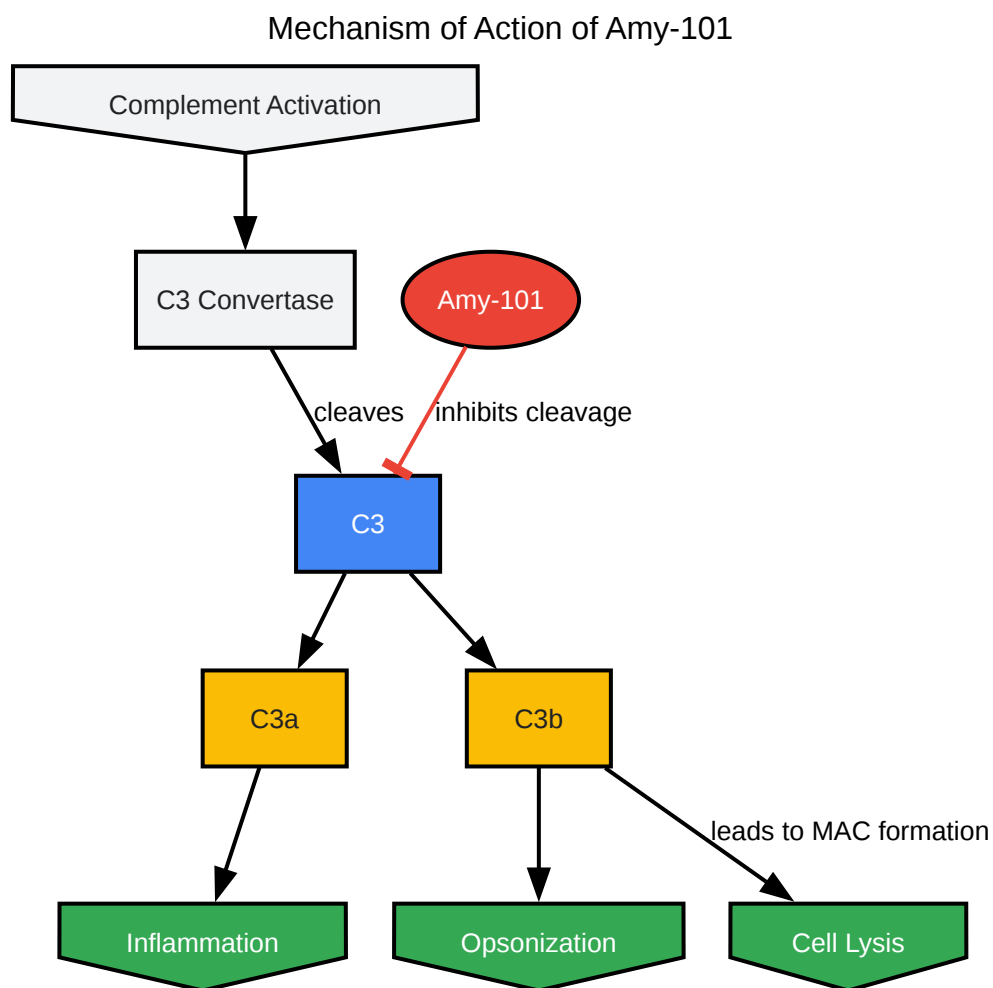 Mechanism of Action of Amy-101
Complement Activation
C3 Convertase
Amy-101
cleaves
inhibits cleavage
C3
C3a
C3b
leads to MAC formation
Inflammation
Opsonization
Cell Lysis